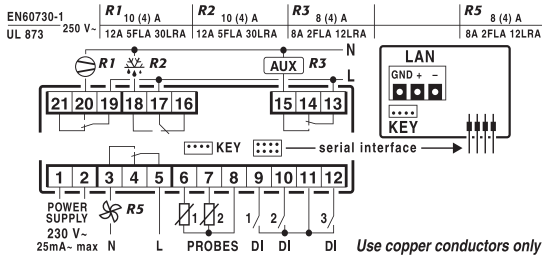 EN60730-1 250 V~ R1 10 (4) A R2 10 (4) A R3 8 (4) A R5 8 (4) A
UL 873 12A 5FLA 30LRA 12A 5FLA 30LRA 8A 2FLA 12LRA 8A 2FLA 12LRA
N
R1 R2 AUX R3
L
LAN
GND + -
KEY
21 20 19 18 17 16 15 14 13
KEY serial interface
1 2 3 4 5 6 7 8 9 10 11 12
POWER SUPPLY
230 V~
25mA~ max
R5
N L
1 2
PROBES
1 2 3
DI DI DI
Use copper conductors only